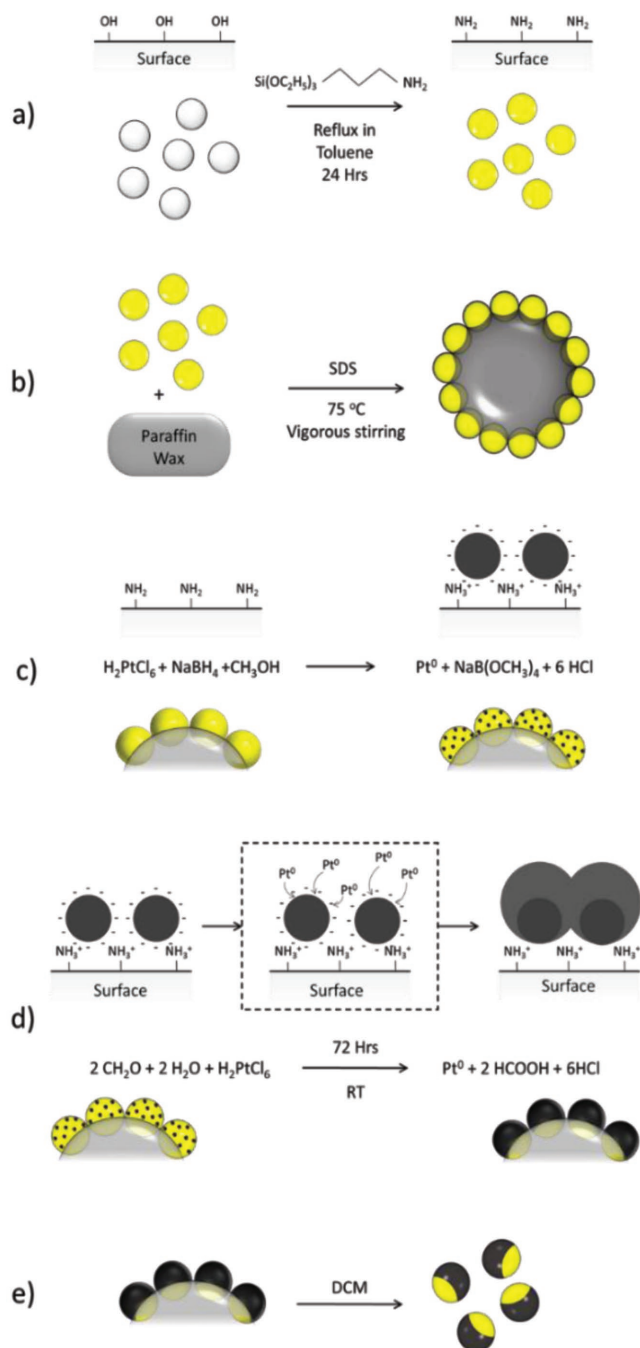 OH OH OH
Surface
NH₂ NH₂ NH₂
Surface
a)
Si(OC₂H₅)₃ NH₂
Reflux in
Toluene
24 Hrs
b)
+
Paraffin
Wax
SDS
75 ºC
Vigorous stirring
NH₂ NH₂ NH₂
- - - - - - - - - - - - - - - -
NH₃⁺ NH₃⁺ NH₃⁺
c)
H₂PtCl₆ + NaBH₄ +CH₃OH
Pt⁰ + NaB(OCH₃)₄ + 6 HCl
NH₃⁺ NH₃⁺ NH₃⁺
Surface
Pt⁰ Pt⁰ Pt⁰ Pt⁰ Pt⁰ Pt⁰
NH₃⁺ NH₃⁺ NH₃⁺
Surface
NH₃⁺ NH₃⁺ NH₃⁺
Surface
d)
2 CH₂O + 2 H₂O + H₂PtCl₆
72 Hrs
RT
Pt⁰ + 2 HCOOH + 6HCl
e)
DCM